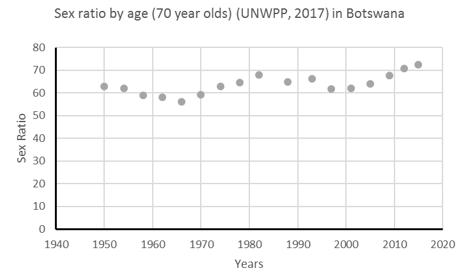 Sex ratio by age (70 year olds) (UNWPP, 2017) in Botswana
80
70
60
50
40
30
20
10
0
Sex Ratio
1940 1950 1960 1970 1980 1990 2000 2010 2020
Years